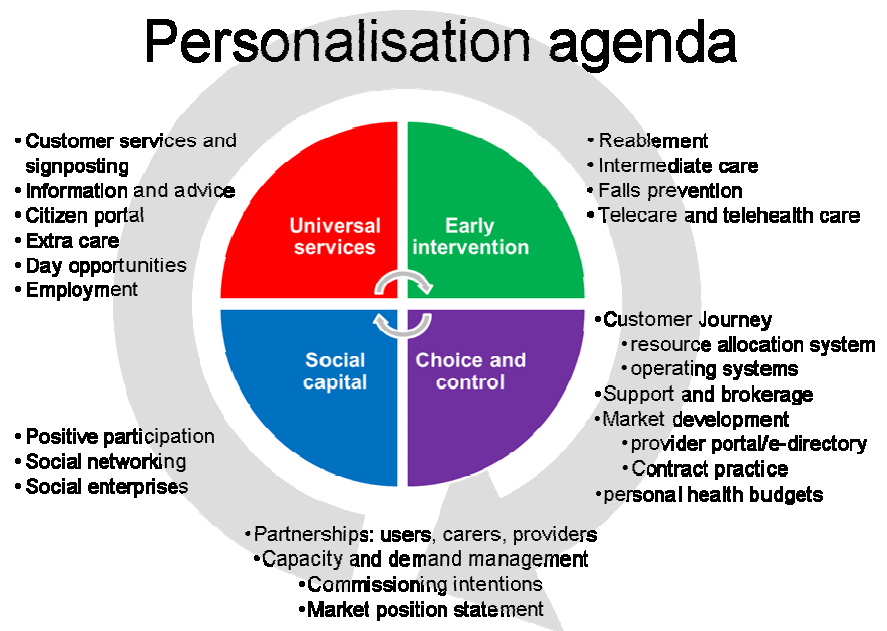 Personalisation agenda
• Customer services and
signposting
• Information and advice
• Citizen portal
• Extra care
• Day opportunities
• Employment
Universal
services
Early
intervention
• Reablement
• Intermediate care
• Falls prevention
• Telecare and telehealth care
Social
capital
Choice and
control
• Customer Journey
• resource allocation system
• operating systems
• Support and brokerage
• Market development
• provider portal/e-directory
• Contract practice
• personal health budgets
• Positive participation
• Social networking
• Social enterprises
• Partnerships: users, carers, providers
• Capacity and demand management
• Commissioning intentions
• Market position statement